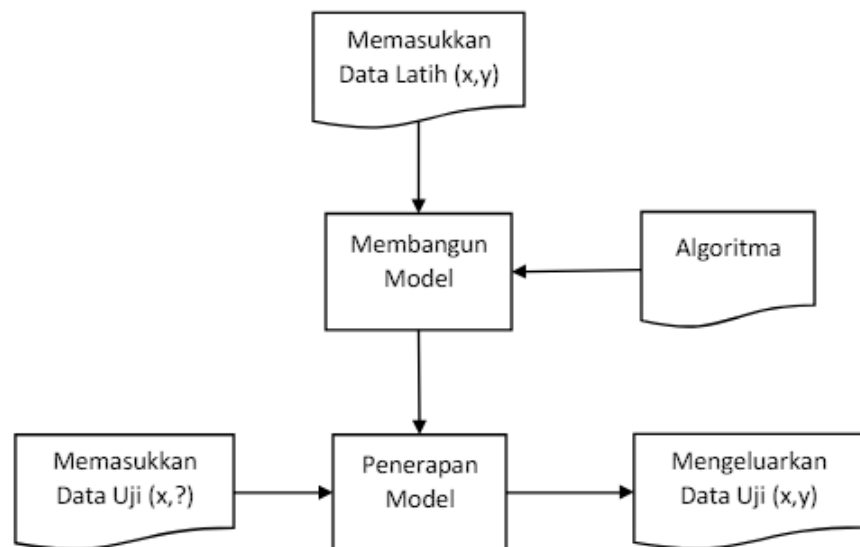 Memasukkan
Data Latih (x,y)
Membangun
Model
Algoritma
Memasukkan
Data Uji (x,?)
Penerapan
Model
Mengeluarkan
Data Uji (x,y)